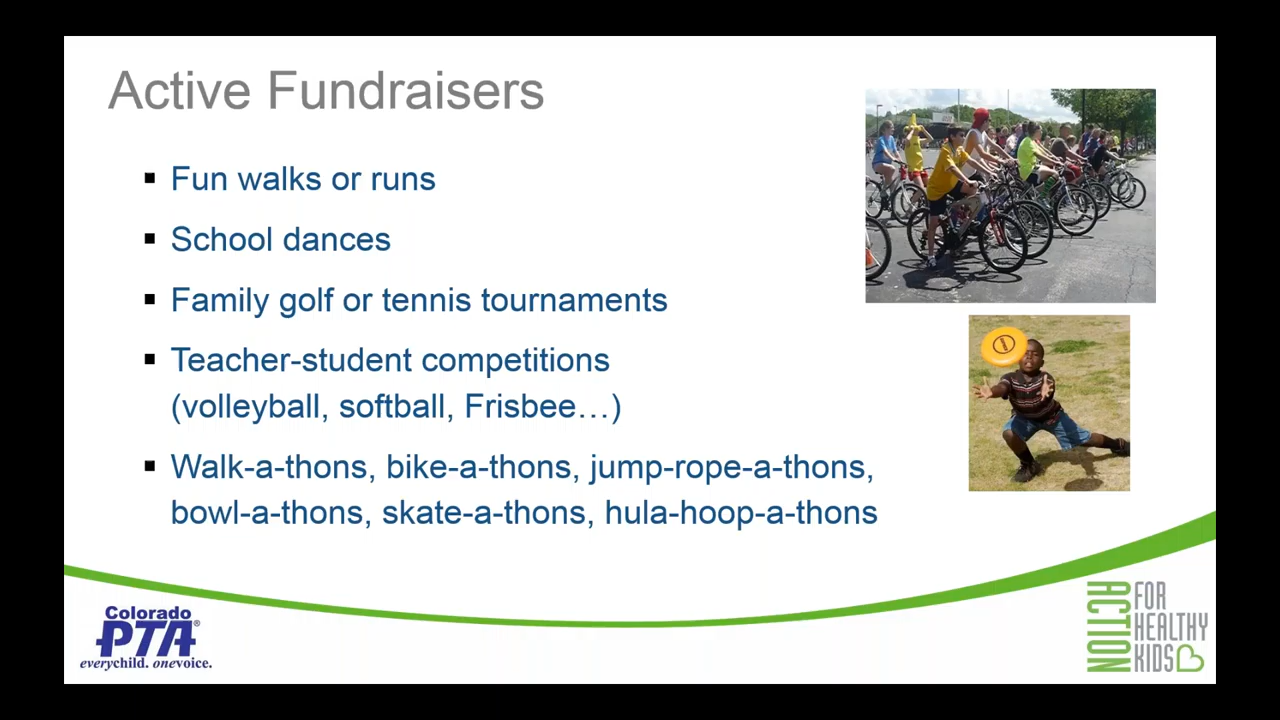 Active Fundraisers
▪ Fun walks or runs
▪ School dances
▪ Family golf or tennis tournaments
▪ Teacher-student competitions
(volleyball, softball, Frisbee…)
▪ Walk-a-thons, bike-a-thons, jump-rope-a-thons,
bowl-a-thons, skate-a-thons, hula-hoop-a-thons
Colorado
PTA®
everychild. onevoice.
ACTION
FOR
HEALTHY
KIDS